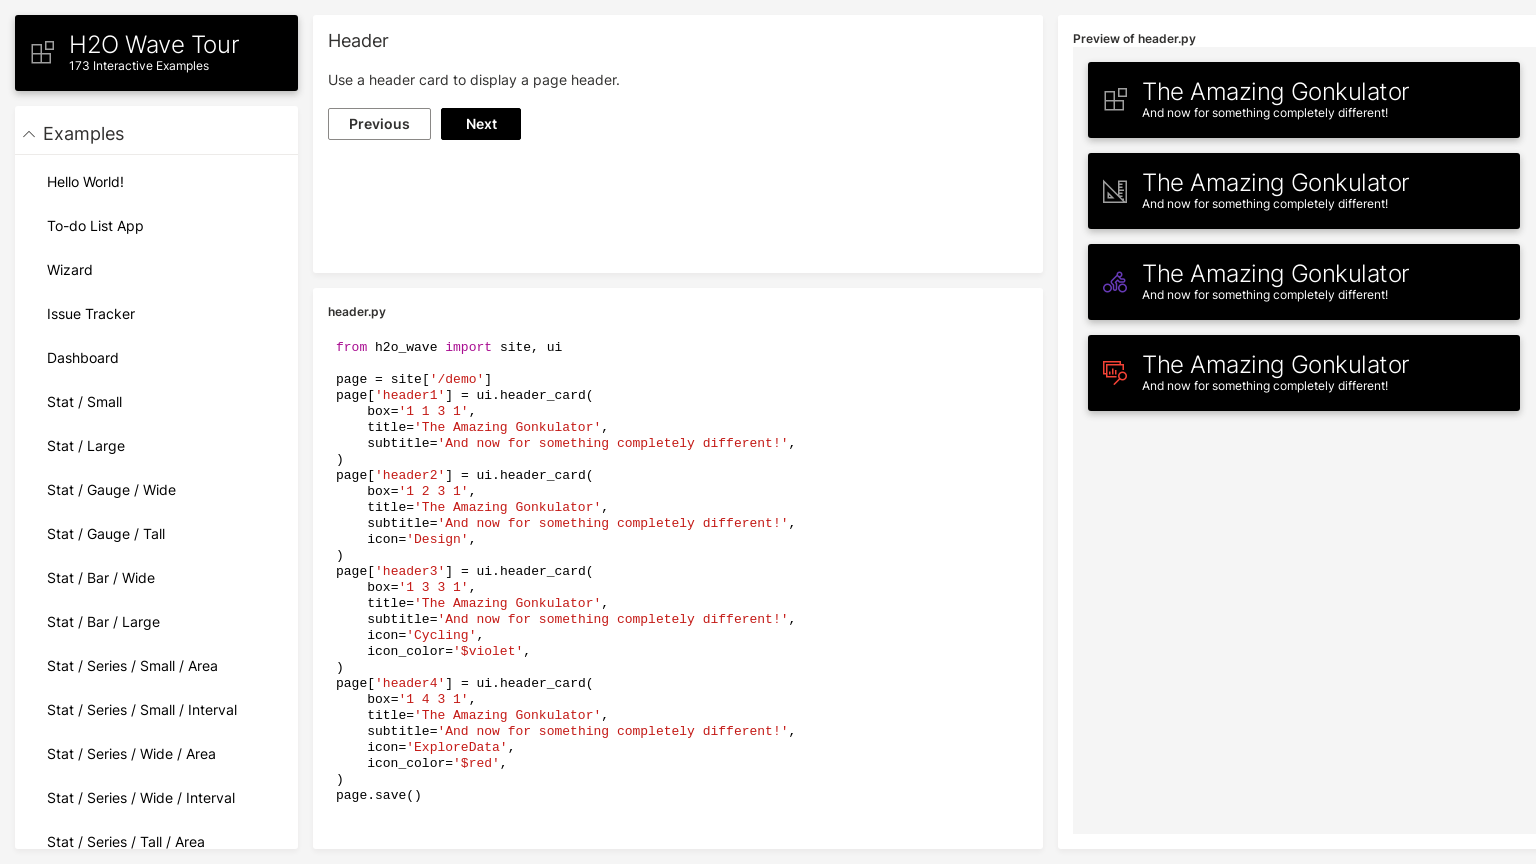 H2O Wave Tour
173 Interactive Examples
Examples
Hello World!
To-do List App
Wizard
Issue Tracker
Dashboard
Stat / Small
Stat / Large
Stat / Gauge / Wide
Stat / Gauge / Tall
Stat / Bar / Wide
Stat / Bar / Large
Stat / Series / Small / Area
Stat / Series / Small / Interval
Stat / Series / Wide / Area
Stat / Series / Wide / Interval
Stat / Series / Tall / Area
Header
Use a header card to display a page header.
Previous
Next
header.py
from h2o_wave import site, ui
page = site['/demo']
page['header1'] = ui.header_card(
    box='1 1 3 1',
    title='The Amazing Gonkulator',
    subtitle='And now for something completely different!',
)
page['header2'] = ui.header_card(
    box='1 2 3 1',
    title='The Amazing Gonkulator',
    subtitle='And now for something completely different!',
    icon='Design',
)
page['header3'] = ui.header_card(
    box='1 3 3 1',
    title='The Amazing Gonkulator',
    subtitle='And now for something completely different!',
    icon='Cycling',
    icon_color='$violet',
)
page['header4'] = ui.header_card(
    box='1 4 3 1',
    title='The Amazing Gonkulator',
    subtitle='And now for something completely different!',
    icon='ExploreData',
    icon_color='$red',
)
page.save()
Preview of header.py
The Amazing Gonkulator
And now for something completely different!
The Amazing Gonkulator
And now for something completely different!
The Amazing Gonkulator
And now for something completely different!
The Amazing Gonkulator
And now for something completely different!